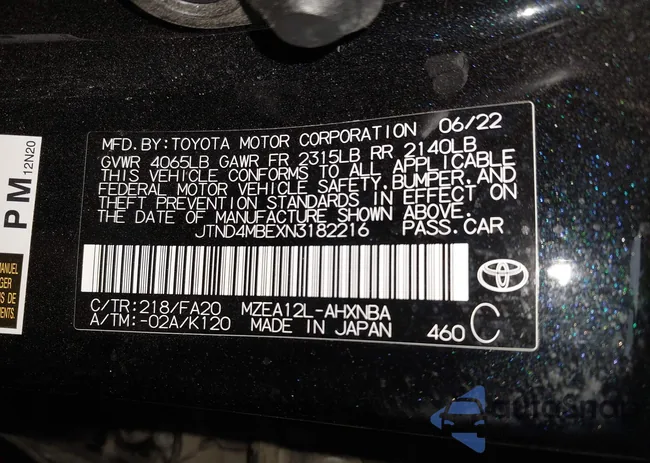 MFD.BY:TOYOTA MOTOR CORPORATION 06/22
GVWR 4065LB GAWR FR 2315LB RR 2140LB
THIS VEHICLE CONFORMS TO ALL APPLICABLE
FEDERAL MOTOR VEHICLE SAFETY,BUMPER,AND
THEFT PREVENTION STANDARDS IN EFFECT ON
THE DATE OF MANUFACTURE SHOWN ABOVE.
JTND4MBEXN3182216 PASS.CAR
C/TR:218/FA20 MZEA12L-AHXNBA
A/TM:-02A/K120 MADE IN JAPAN 460 C
PM 12N20
MANUEL